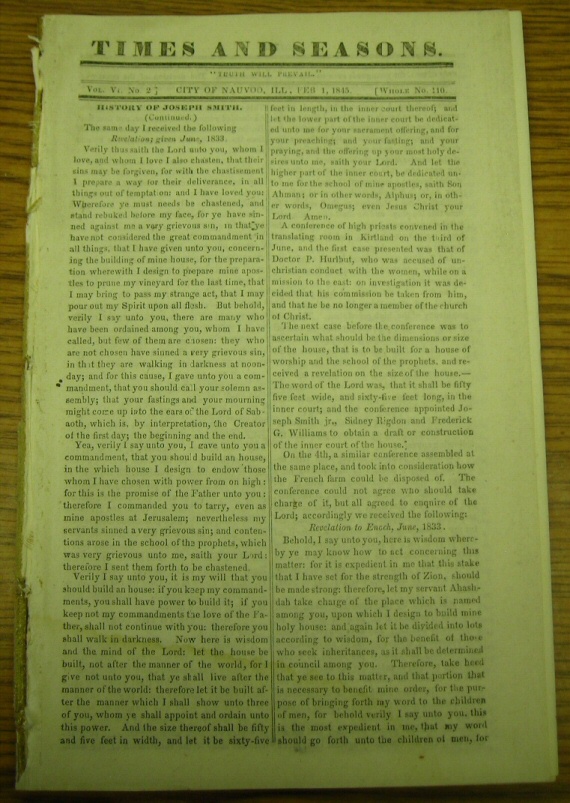 TIMES AND SEASONS.
"TRUTH WILL PREVAIL."
Vol. VI. No. 2.] CITY OF NAUVOO, ILL., FEB 1, 1845. [Whole No. 110.
HISTORY OF JOSEPH SMITH.
(Continued.)
The same day I received the following
Revelation; given June, 1833.
Verily thus saith the Lord unto you, whom I
love, and whom I love I also chasten, that their
sins may be forgiven, for with the chastisement
I prepare a way for their deliverance, in all
things out of temptation: and I have loved you:
Wherefore ye must needs be chastened, and
stand rebuked before my face, for ye have sin-
ned against me a very grievous sin, in that ye
have not considered the great commandment in
all things, that I have given unto you, concern-
ing the building of mine house, for the prepara-
tion wherewith I design to prepare mine apos-
tles to prune my vineyard for the last time, that
I may bring to pass my strange act, that I may
pour out my Spirit upon all flesh. But behold,
verily I say unto you, there are many who
have been ordained among you, whom I have
called, but few of them are chosen: they who
are not chosen have sinned a very grievous sin,
in that they are walking in darkness at noon-
day; and for this cause, I gave unto you a com-
mandment, that you should call your solemn as-
sembly; that your fastings and your mourning
might come up into the ears of the Lord of Sab-
aoth, which is, by interpretation, the Creator
of the first day; the beginning and the end.
Yea, verily I say unto you, I gave unto you a
commandment, that you should build an house,
in the which house I design to endow those
whom I have chosen with power from on high:
for this is the promise of the Father unto you:
therefore I commanded you to tarry, even as
mine apostles at Jerusalem; nevertheless my
servants sinned a very grievous sin; and conten-
tions arose in the school of the prophets, which
was very grievous unto me, saith your Lord:
therefore I sent them forth to be chastened.
Verily I say unto you, it is my will that you
should build an house: if you keep my command-
ments, you shall have power to build it; if you
keep not my commandments the love of the Fa-
ther, shall not continue with you: therefore you
shall walk in darkness. Now here is wisdom
and the mind of the Lord: let the house be
built, not after the manner of the world, for I
give not unto you, that ye shall live after the
manner of the world: therefore let it be built af-
ter the manner which I shall show unto three
of you, whom ye shall appoint and ordain unto
this power. And the size thereof shall be fifty
and five feet in width, and let it be sixty-five
feet in length, in the inner court thereof; and
let the lower part of the inner court be dedicat-
ed unto me for your sacrament offering, and for
your preaching; and your fasting; and your
praying, and the offering up your most holy de-
sires unto me, saith your Lord. And let the
higher part of the inner court, be dedicated un-
to me for the school of mine apostles, saith Son
Ahman; or in other words, Alphus; or, in oth-
er words, Omegus; even Jesus Christ your
Lord Amen.
A conference of high priests convened in the
translating room in Kirtland on the third of
June, and the first case presented was that of
Doctor P. Hurlbut, who was accused of un-
christian conduct with the women, while on a
mission to the east: on investigation it was de-
cided that his commission be taken from him,
and that he be no longer a member of the church
of Christ.
The next case before the conference was to
ascertain what should be the dimensions or size
of the house, that is to be built for a house of
worship and the school of the prophets, and re-
ceived a revelation on the size of the house.—
The word of the Lord was, that it shall be fifty
five feet wide, and sixty-five feet long, in the
inner court; and the conference appointed Jo-
seph Smith jr., Sidney Rigdon and Frederick
G. Williams to obtain a draft or construction
of the inner court of the house.
On the 4th, a similar conference assembled at
the same place, and took into consideration how
the French farm could be disposed of. The
conference could not agree who should take
charge of it, but all agreed to enquire of the
Lord; accordingly we received the following:
Revelation to Enoch, June, 1833.
Behold, I say unto you, here is wisdom where-
by ye may know how to act concerning this
matter: for it is expedient in me that this stake
that I have set for the strength of Zion, should
be made strong: therefore, let my servant Ahash-
dah take charge of the place which is named
among you, upon which I design to build mine
holy house: and again let it be divided into lots
according to wisdom, for the benefit of those
who seek inheritances, as it shall be determined
in council among you. Therefore, take heed
that ye see to this matter, and that portion that
is necessary to benefit mine order, for the pur-
pose of bringing forth my word to the children
of men, for behold verily I say unto you, this
is the most expedient in me, that my word
should go forth unto the children of men, for